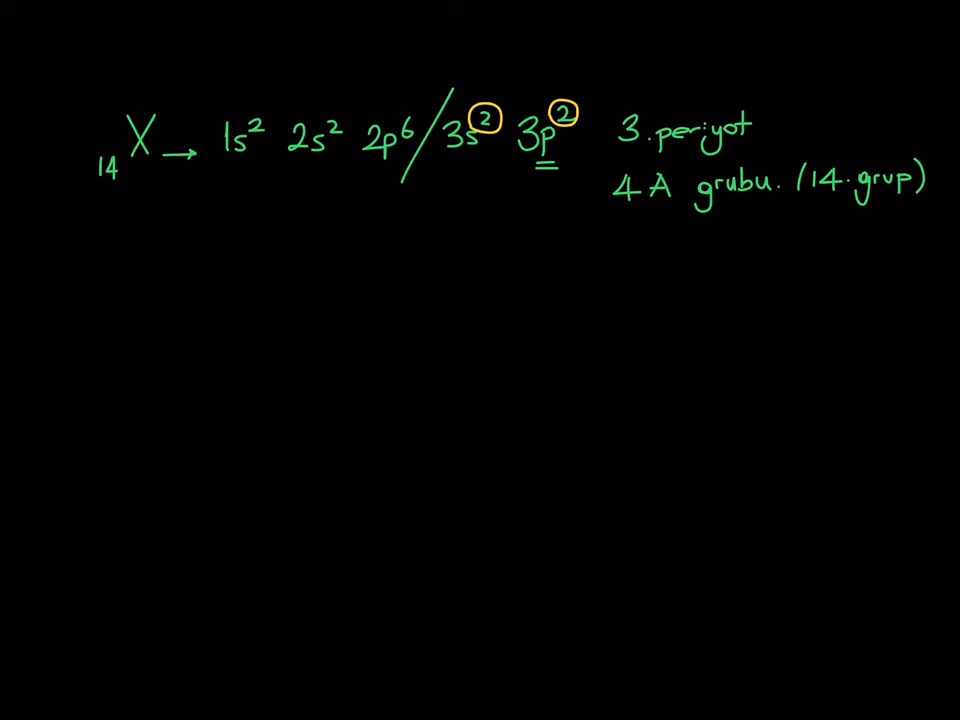 ₁₄X → 1s² 2s² 2p⁶ / 3s² 3p² 3.periyot
4A grubu. (14.grup)